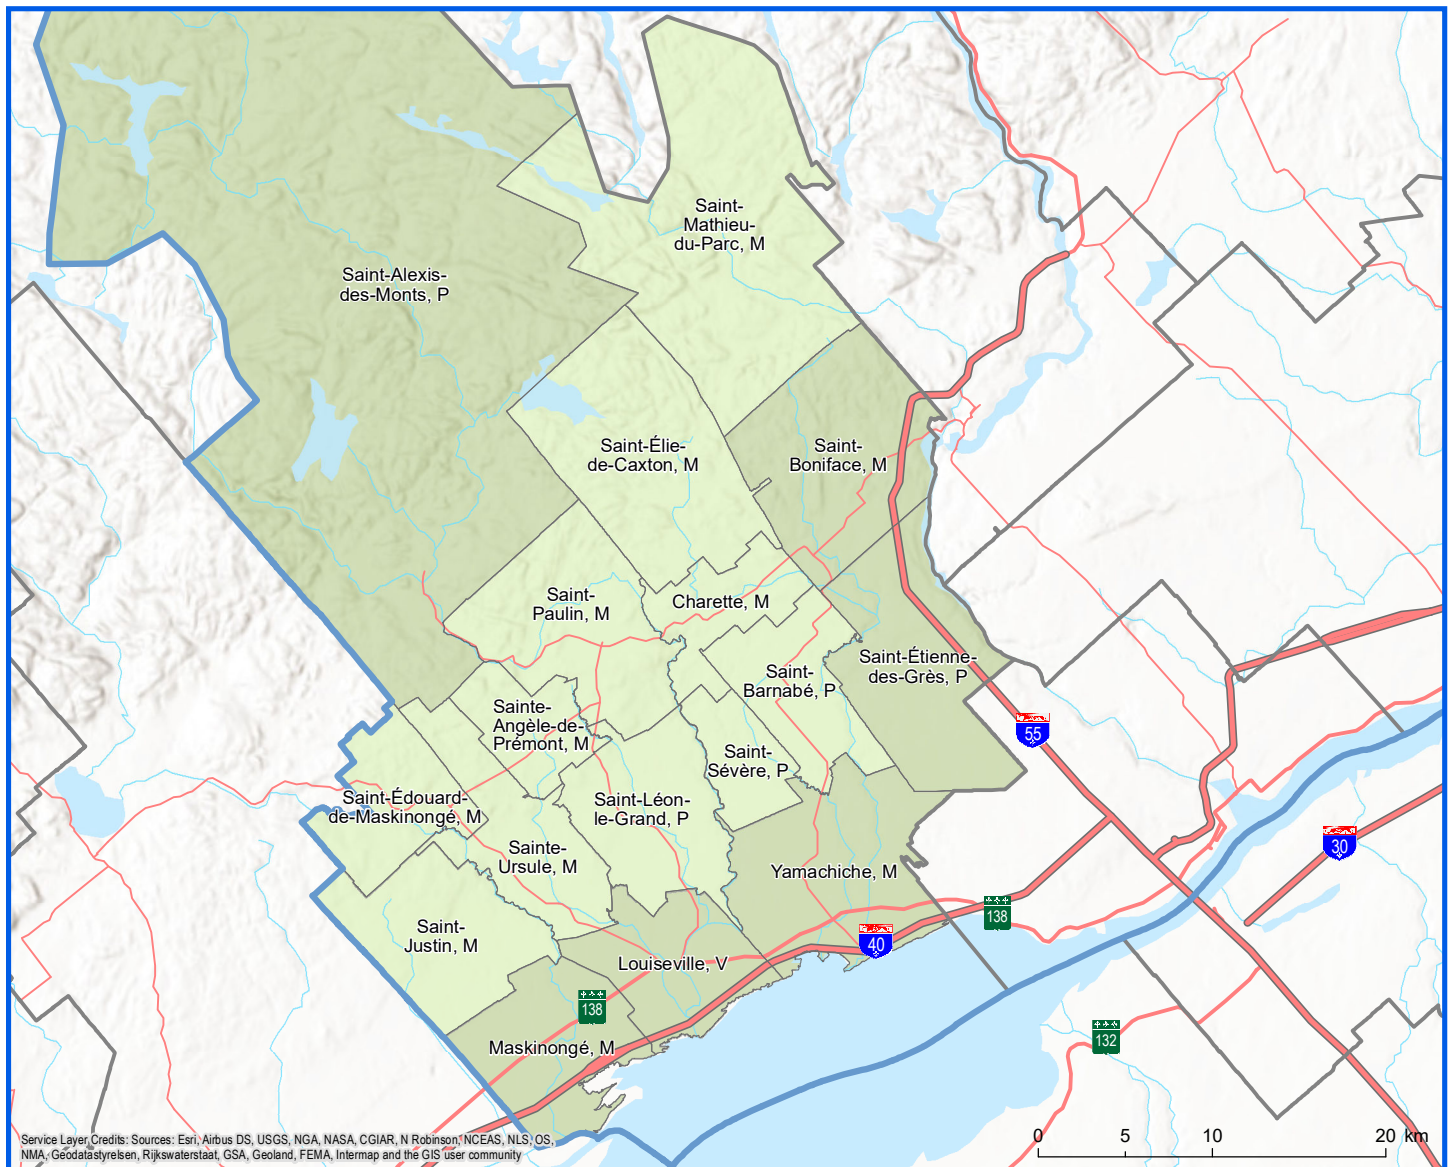 Saint-
Mathieu-
du-Parc, M
Saint-Alexis-
des-Monts, P
Saint-Élie-
de-Caxton, M
Saint-
Boniface, M
Saint-
Paulin, M
Charette, M
Saint-Étienne-
des-Grès, P
Saint-
Barnabé, P
Sainte-
Angèle-de-
Prémont, M
55
Saint-
Sévère, P
Saint-Édouard-
de-Maskinongé, M
Saint-Léon-
le-Grand, P
30
Sainte-
Ursule, M
Yamachiche, M
138
Saint-
Justin, M
40
Louiseville, V
138
132
Maskinongé, M
0 5 10 20 km
Service Layer Credits: Sources: Esri, Airbus DS, USGS, NGA, NASA, CGIAR, N Robinson, NCEAS, NLS, OS,
NMA, Geodatastyrelsen, Rijkswaterstaat, GSA, Geoland, FEMA, Intermap and the GIS user community